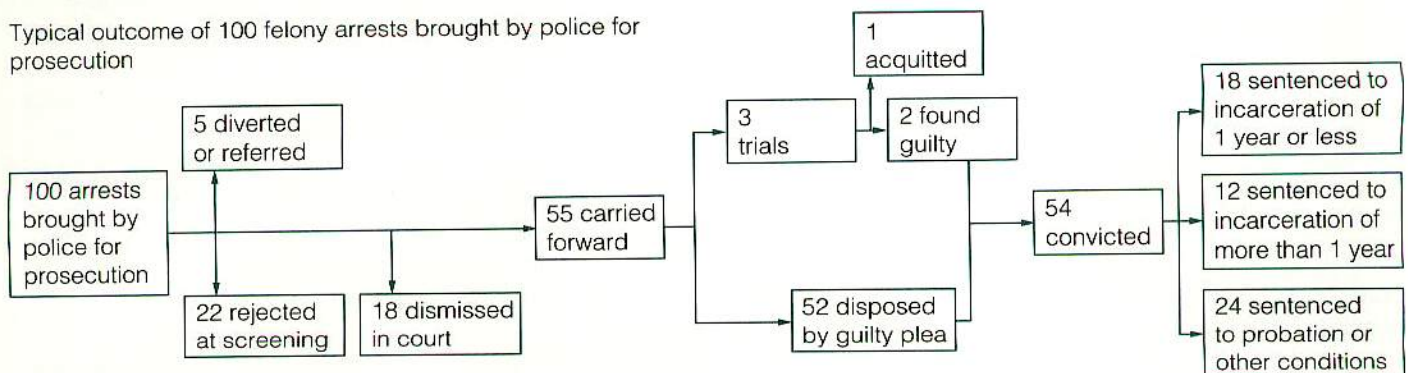 Typical outcome of 100 felony arrests brought by police for
prosecution
100 arrests
brought by
police for
prosecution
5 diverted
or referred
22 rejected
at screening
18 dismissed
in court
55 carried
forward
3
trials
1
acquitted
2 found
guilty
52 disposed
by guilty plea
54
convicted
18 sentenced to
incarceration of
1 year or less
12 sentenced to
incarceration of
more than 1 year
24 sentenced
to probation or
other conditions